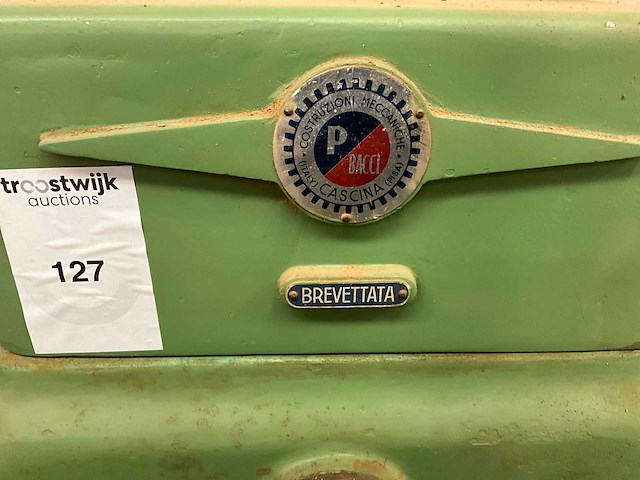 COSTRUZIONI MECCANICHE
P
BACCI
(ITALY) CASCINA (PISA)
troostwijk
auctions
127
BREVETTATA